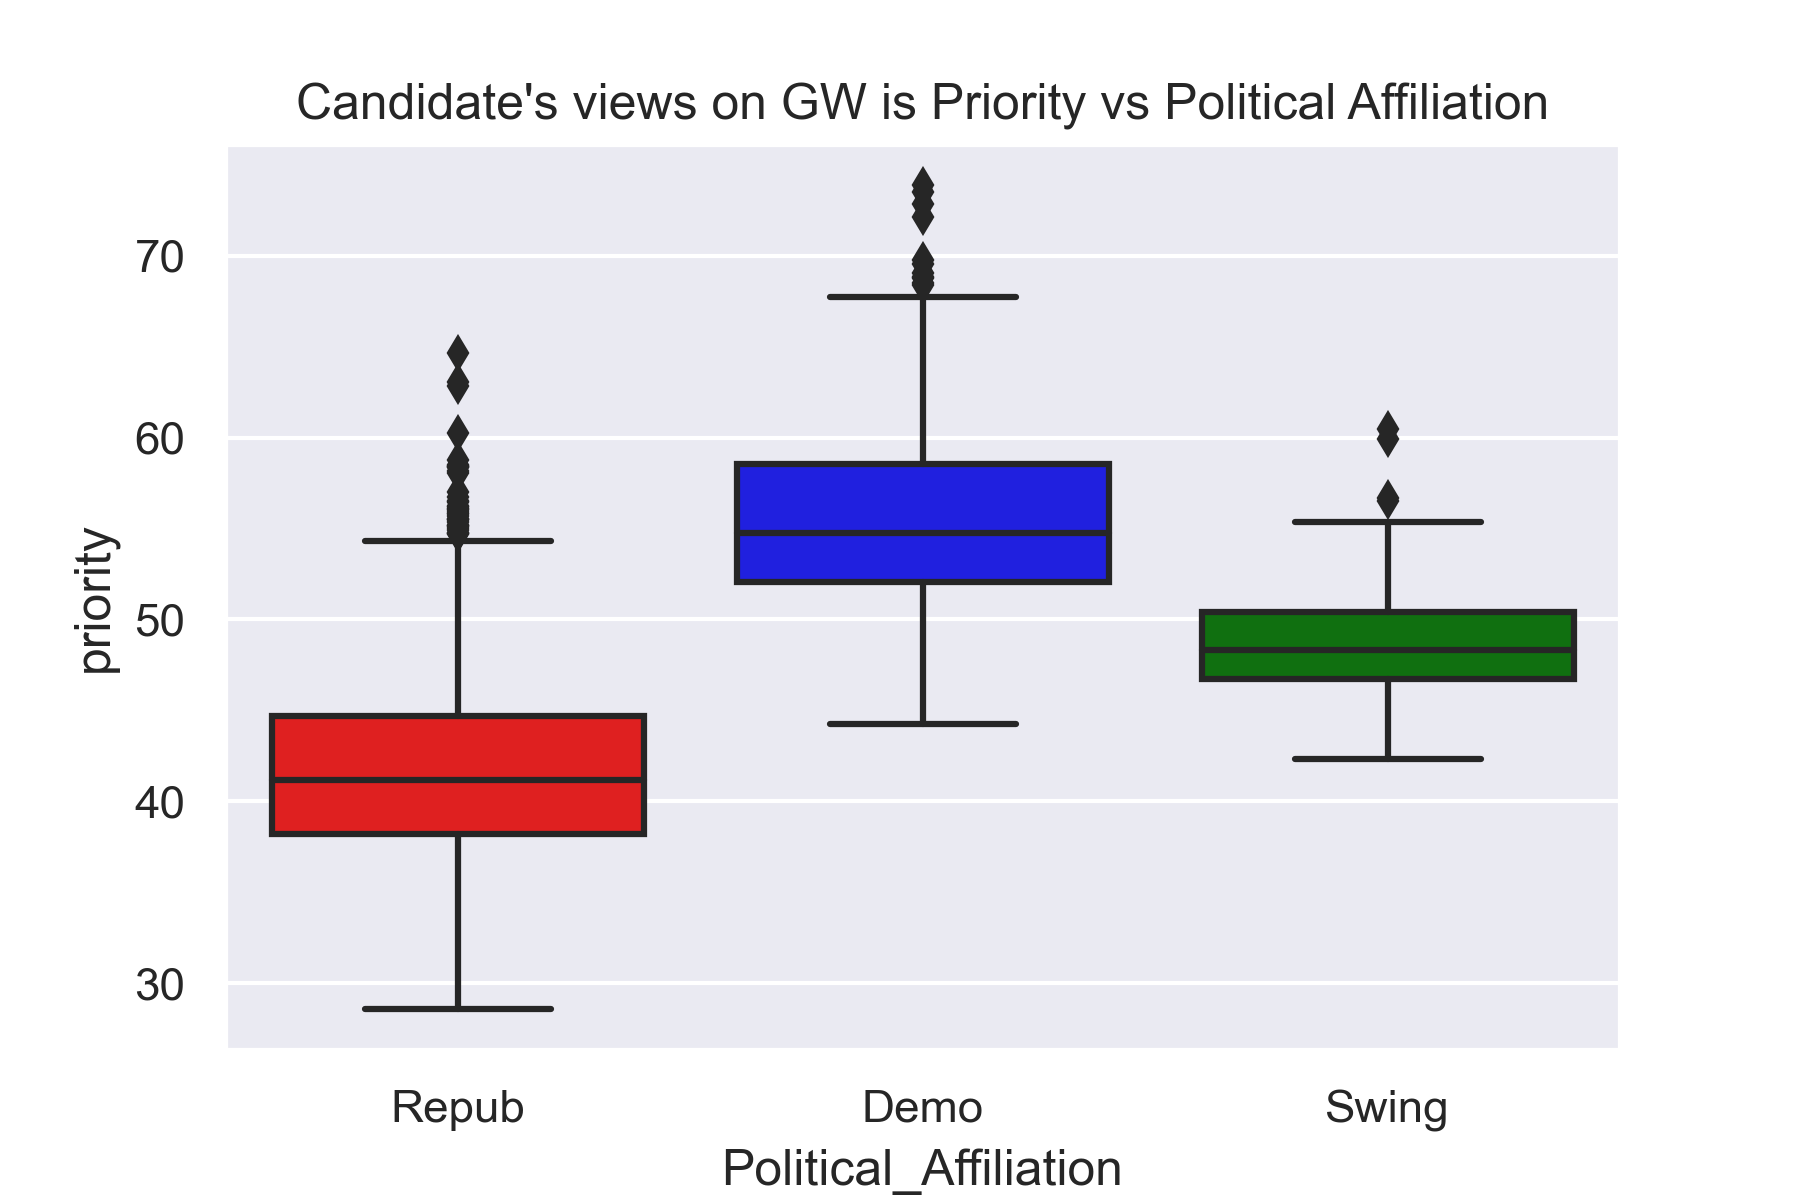 Candidate's views on GW is Priority vs Political Affiliation
70
60
50
40
30
priority
Repub Demo Swing
Political_Affiliation